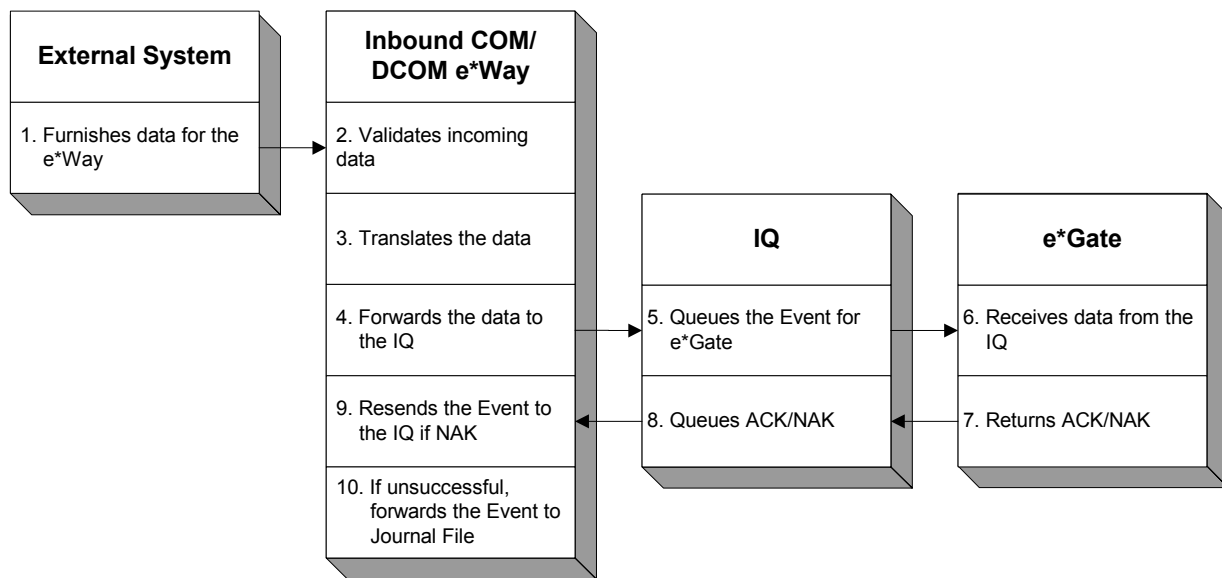 External System
1. Furnishes data for the
e*Way
Inbound COM/
DCOM e*Way
2. Validates incoming
data
3. Translates the data
4. Forwards the data to
the IQ
9. Resends the Event to
the IQ if NAK
10. If unsuccessful,
forwards the Event to
Journal File
IQ
5. Queues the Event for
e*Gate
8. Queues ACK/NAK
e*Gate
6. Receives data from the
IQ
7. Returns ACK/NAK